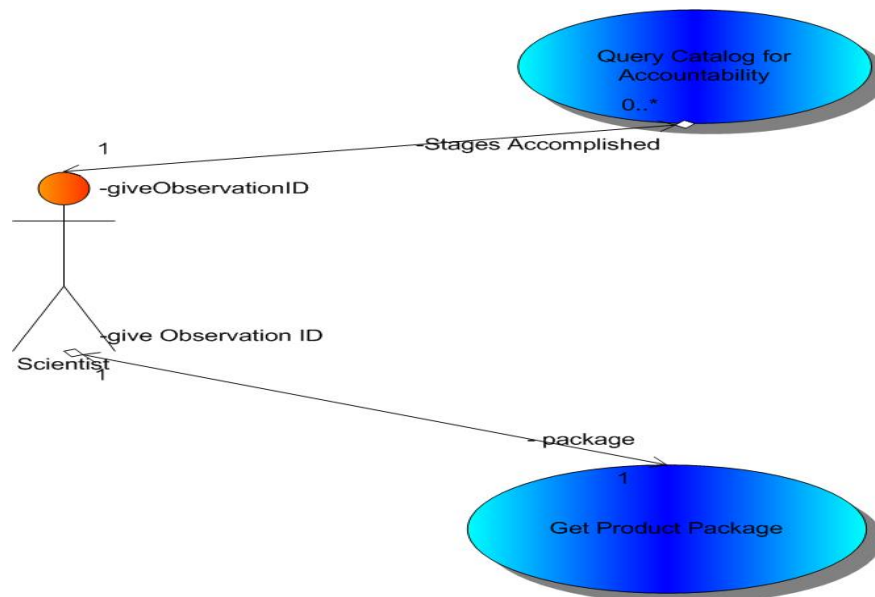 Query Catalog for
Accountability
0..*
1
-Stages Accomplished
-giveObservationID
-give Observation ID
Scientist
1
- package
1
Get Product Package